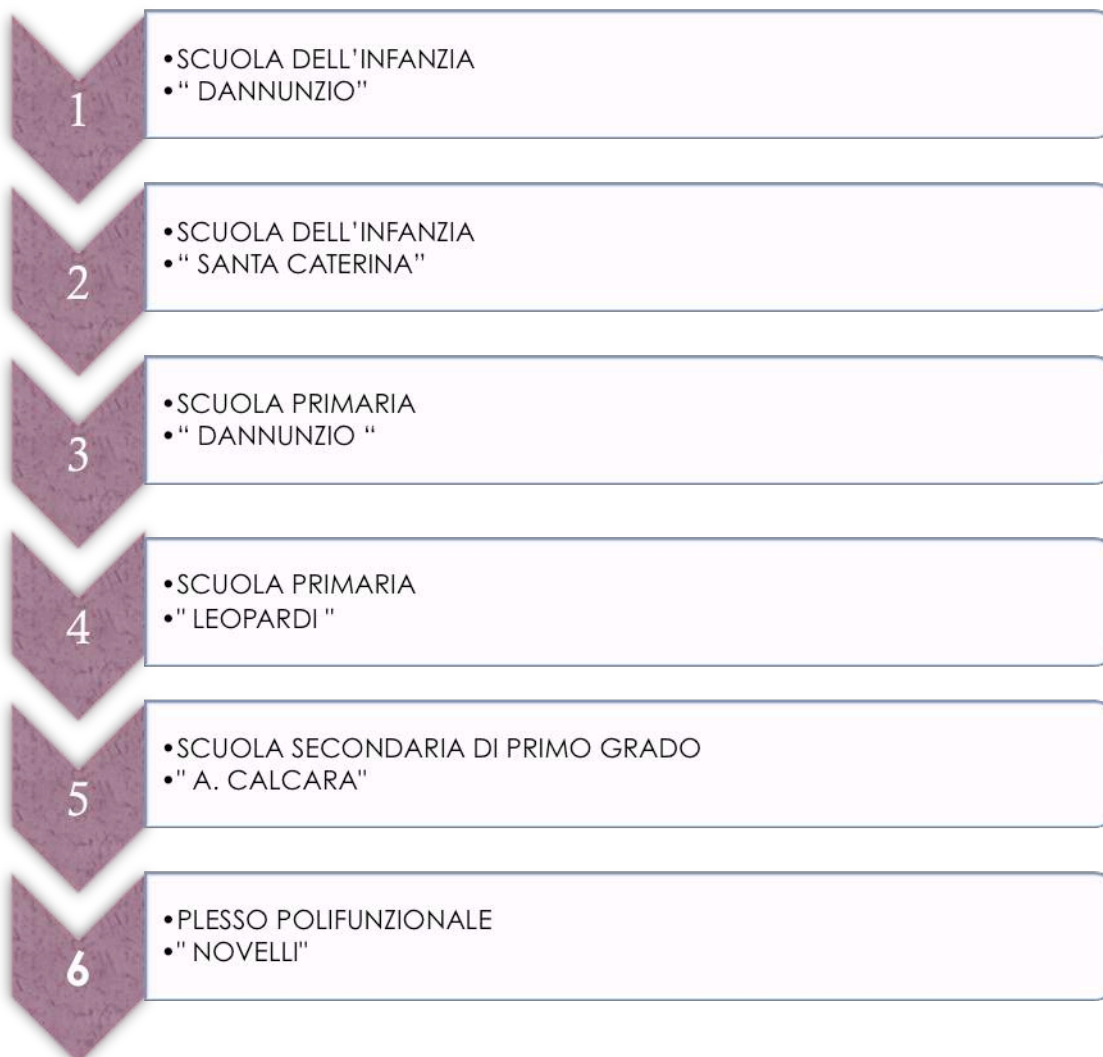 1
•SCUOLA DELL’INFANZIA
•“ DANNUNZIO”
2
•SCUOLA DELL’INFANZIA
•“ SANTA CATERINA”
3
•SCUOLA PRIMARIA
•“ DANNUNZIO “
4
•SCUOLA PRIMARIA
•" LEOPARDI "
5
•SCUOLA SECONDARIA DI PRIMO GRADO
•" A. CALCARA"
6
•PLESSO POLIFUNZIONALE
•" NOVELLI"